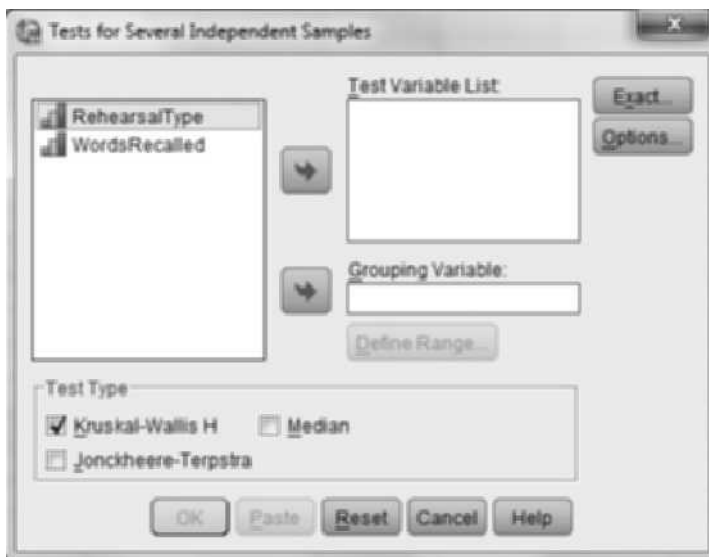 Tests for Several Independent Samples
x
RehearsalType
WordsRecalled
Test Variable List:
Exact...
Options...
Grouping Variable:
Define Range...
Test Type
Kruskal-Wallis H
Median
Jonckheere-Terpstra
OK
Paste
Reset
Cancel
Help